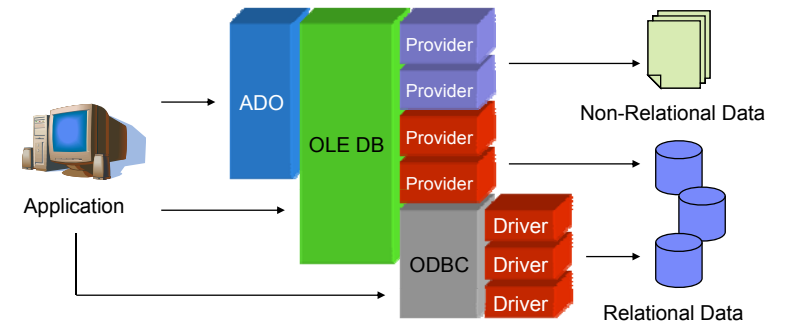 Provider
Provider
ADO
OLE DB
Provider
Provider
Non-Relational Data
Application
ODBC
Driver
Driver
Driver
Relational Data